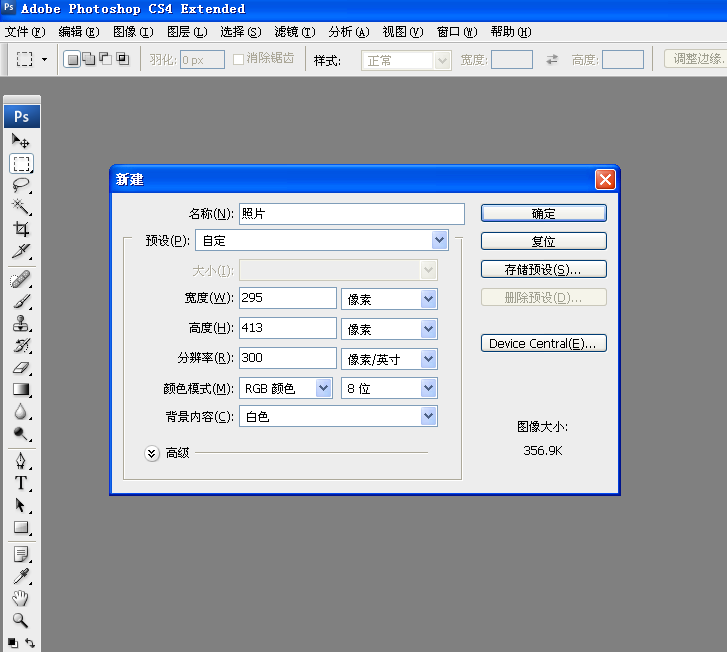 Ps Adobe Photoshop CS4 Extended
文件(F) 编辑(E) 图像(I) 图层(L) 选择(S) 滤镜(T) 分析(A) 视图(V) 窗口(W) 帮助(H)
羽化: 0 px 消除锯齿 样式: 正常 宽度: 高度: 调整边缘.
Ps
新建
名称(N): 照片 确定
预设(P): 自定 复位
大小(I): 存储预设(S)...
宽度(W): 295 像素 删除预设(D)...
高度(H): 413 像素
分辨率(R): 300 像素/英寸 Device Central(E)...
颜色模式(M): RGB 颜色 8 位
背景内容(C): 白色
图像大小:
高级 356.9K
T